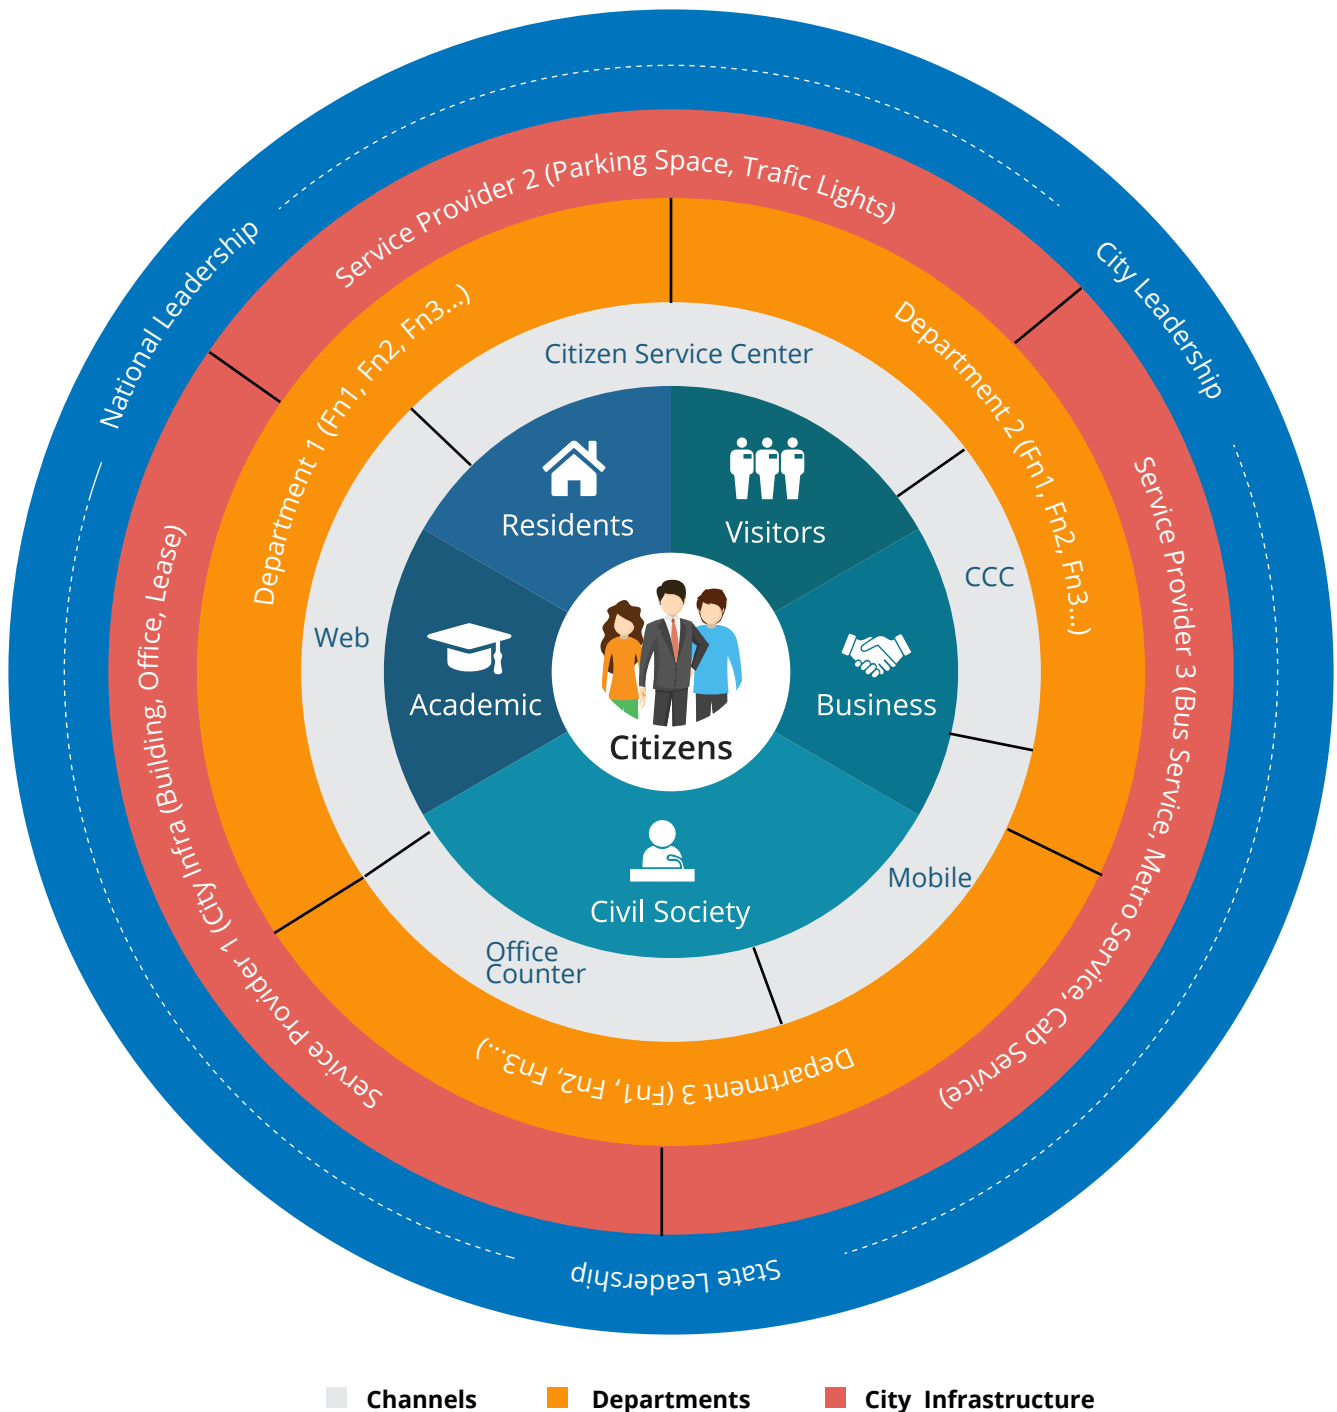 National Leadership
City Leadership
State Leadership
Service Provider 2 (Parking Space, Trafic Lights)
Service Provider 3 (Bus Service, Metro Service, Cab Service)
Service Provider 1 (City Infra (Building, Office, Lease)
Department 1 (Fn1, Fn2, Fn3...)
Department 2 (Fn1, Fn2, Fn3...)
Department 3 (Fn1, Fn2, Fn3...)
Citizen Service Center
CCC
Mobile
Office
Counter
Web
Residents
Visitors
Academic
Business
Citizens
Civil Society
Channels
Departments
City Infrastructure